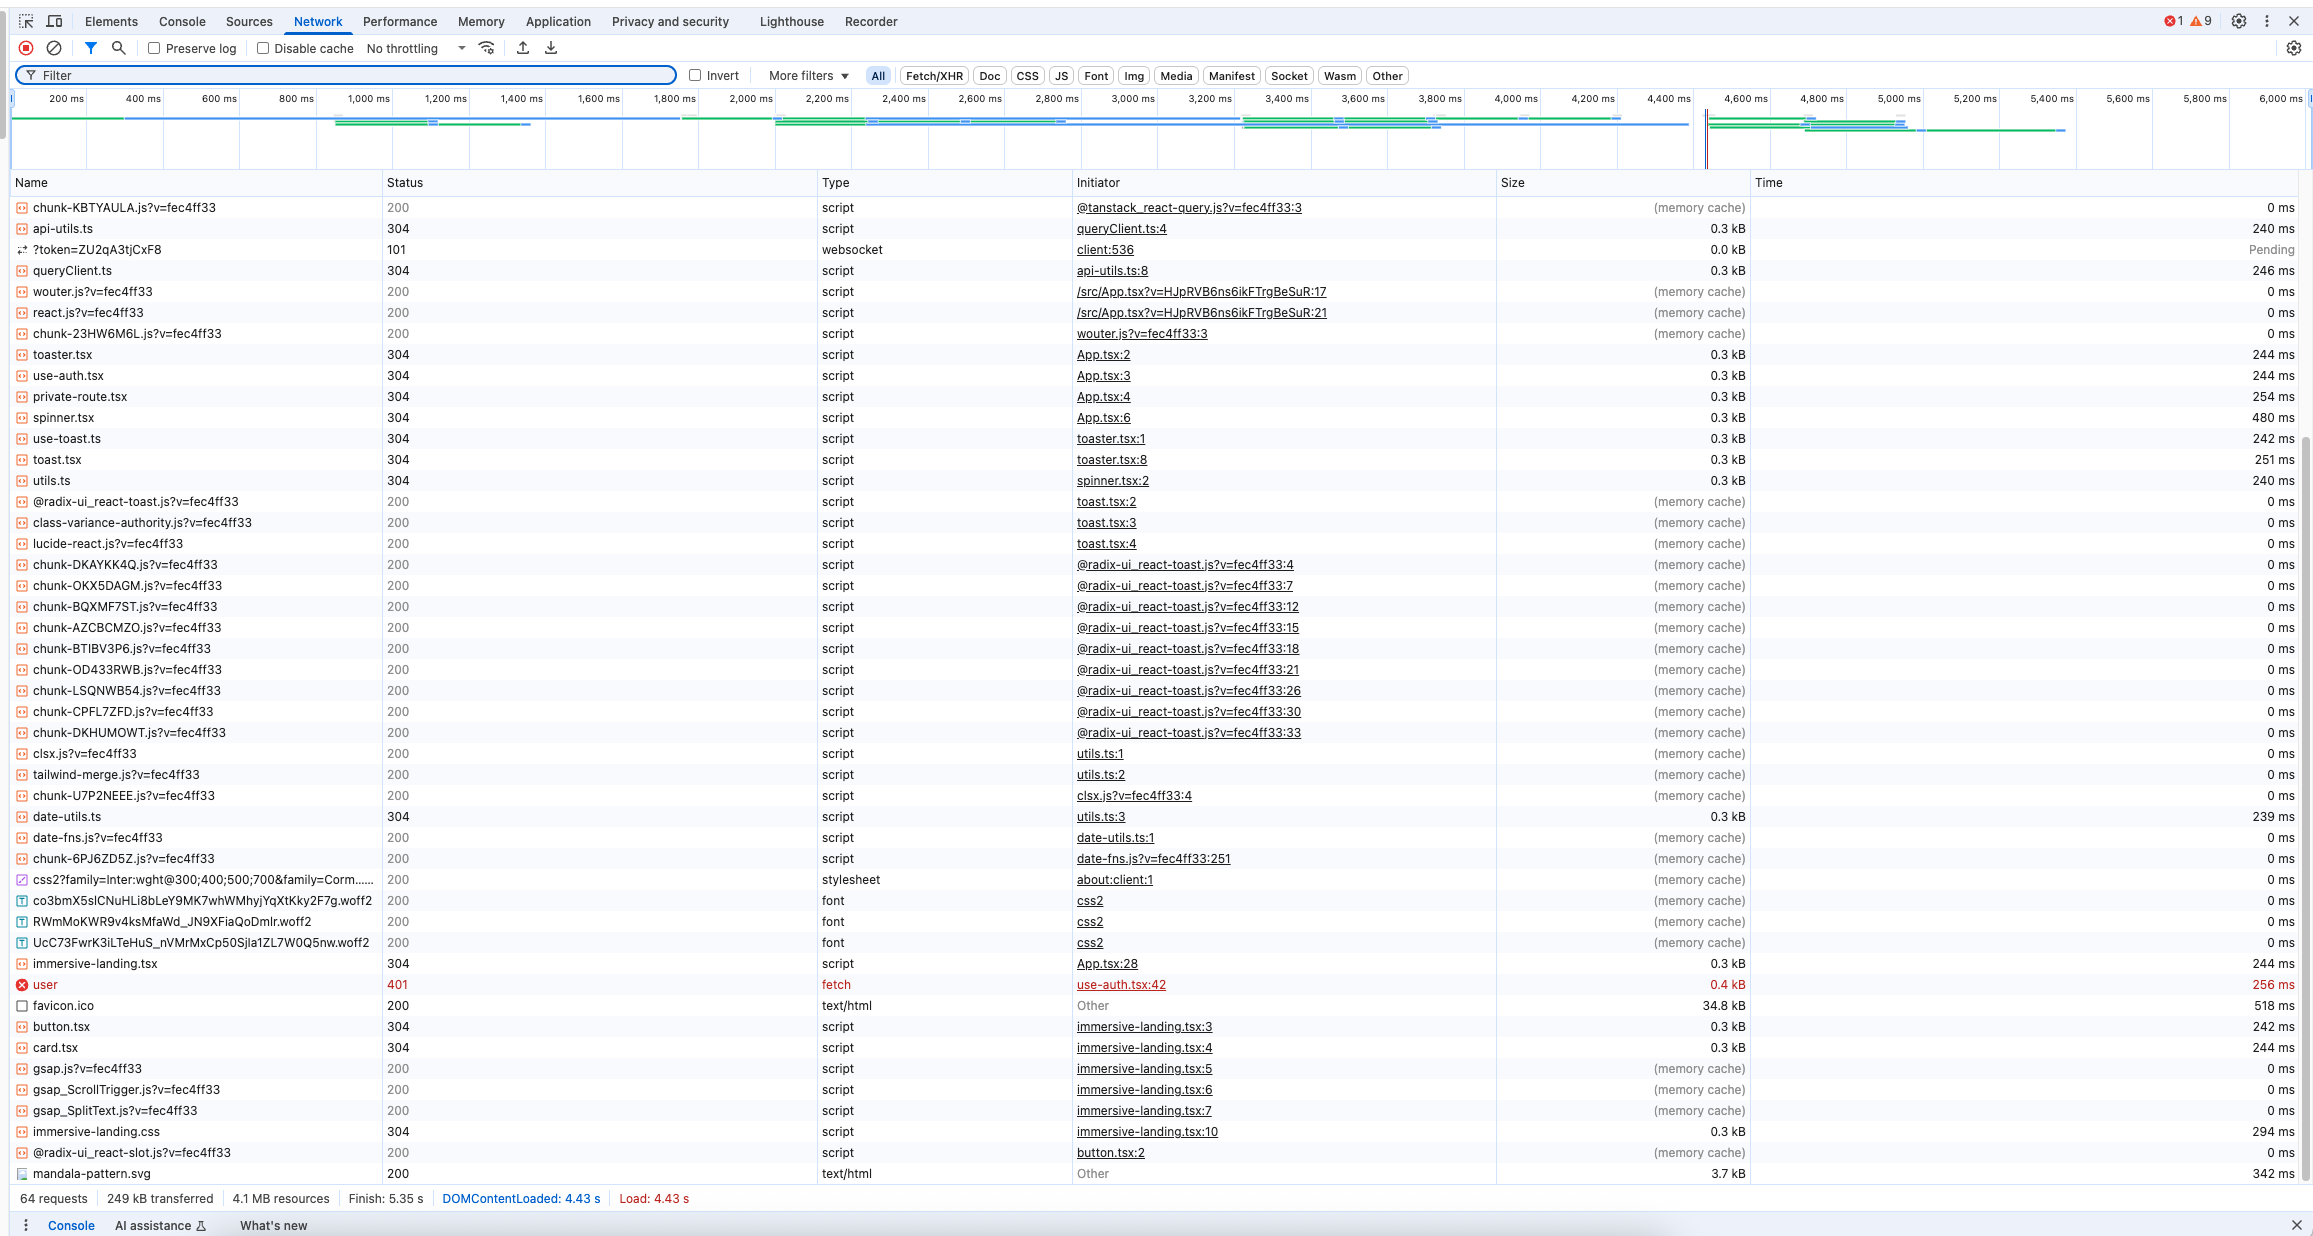 Elements Console Sources Network Performance Memory Application Privacy and security Lighthouse Recorder 1 9
Preserve log Disable cache No throttling
Filter Invert More filters All Fetch/XHR Doc CSS JS Font Img Media Manifest Socket Wasm Other
200 ms 400 ms 600 ms 800 ms 1,000 ms 1,200 ms 1,400 ms 1,600 ms 1,800 ms 2,000 ms 2,200 ms 2,400 ms 2,600 ms 2,800 ms 3,000 ms 3,200 ms 3,400 ms 3,600 ms 3,800 ms 4,000 ms 4,200 ms 4,400 ms 4,600 ms 4,800 ms 5,000 ms 5,200 ms 5,400 ms 5,600 ms 5,800 ms 6,000 ms
Name Status Type Initiator Size Time
chunk-KBTYAULA.js?v=fec4ff33 200 script @tanstack_react-query.js?v=fec4ff33:3 (memory cache) 0 ms
api-utils.ts 304 script queryClient.ts:4 0.3 kB 240 ms
?token=ZU2qA3tjCxF8 101 websocket client:536 0.0 kB Pending
queryClient.ts 304 script api-utils.ts:8 0.3 kB 246 ms
wouter.js?v=fec4ff33 200 script /src/App.tsx?v=HJpRVB6ns6ikFTrgBeSuR:17 (memory cache) 0 ms
react.js?v=fec4ff33 200 script /src/App.tsx?v=HJpRVB6ns6ikFTrgBeSuR:21 (memory cache) 0 ms
chunk-23HW6M6L.js?v=fec4ff33 200 script wouter.js?v=fec4ff33:3 (memory cache) 0 ms
toaster.tsx 304 script App.tsx:2 0.3 kB 244 ms
use-auth.tsx 304 script App.tsx:3 0.3 kB 244 ms
private-route.tsx 304 script App.tsx:4 0.3 kB 254 ms
spinner.tsx 304 script App.tsx:6 0.3 kB 480 ms
use-toast.ts 304 script toaster.tsx:1 0.3 kB 242 ms
toast.tsx 304 script toaster.tsx:8 0.3 kB 251 ms
utils.ts 304 script spinner.tsx:2 0.3 kB 240 ms
@radix-ui_react-toast.js?v=fec4ff33 200 script toast.tsx:2 (memory cache) 0 ms
class-variance-authority.js?v=fec4ff33 200 script toast.tsx:3 (memory cache) 0 ms
lucide-react.js?v=fec4ff33 200 script toast.tsx:4 (memory cache) 0 ms
chunk-DKAYKK4Q.js?v=fec4ff33 200 script @radix-ui_react-toast.js?v=fec4ff33:4 (memory cache) 0 ms
chunk-OKX5DAGM.js?v=fec4ff33 200 script @radix-ui_react-toast.js?v=fec4ff33:7 (memory cache) 0 ms
chunk-BQXMF7ST.js?v=fec4ff33 200 script @radix-ui_react-toast.js?v=fec4ff33:12 (memory cache) 0 ms
chunk-AZCBCMZO.js?v=fec4ff33 200 script @radix-ui_react-toast.js?v=fec4ff33:15 (memory cache) 0 ms
chunk-BTIBV3P6.js?v=fec4ff33 200 script @radix-ui_react-toast.js?v=fec4ff33:18 (memory cache) 0 ms
chunk-OD433RWB.js?v=fec4ff33 200 script @radix-ui_react-toast.js?v=fec4ff33:21 (memory cache) 0 ms
chunk-LSQNWB54.js?v=fec4ff33 200 script @radix-ui_react-toast.js?v=fec4ff33:26 (memory cache) 0 ms
chunk-CPFL7ZFD.js?v=fec4ff33 200 script @radix-ui_react-toast.js?v=fec4ff33:30 (memory cache) 0 ms
chunk-DKHUMOWT.js?v=fec4ff33 200 script @radix-ui_react-toast.js?v=fec4ff33:33 (memory cache) 0 ms
clsx.js?v=fec4ff33 200 script utils.ts:1 (memory cache) 0 ms
tailwind-merge.js?v=fec4ff33 200 script utils.ts:2 (memory cache) 0 ms
chunk-U7P2NEEE.js?v=fec4ff33 200 script clsx.js?v=fec4ff33:4 (memory cache) 0 ms
date-utils.ts 304 script utils.ts:3 0.3 kB 239 ms
date-fns.js?v=fec4ff33 200 script date-utils.ts:1 (memory cache) 0 ms
chunk-6PJ6ZD5Z.js?v=fec4ff33 200 script date-fns.js?v=fec4ff33:251 (memory cache) 0 ms
css2?family=Inter:wght@300;400;500;700&family=Corm...... 200 stylesheet about:client:1 (memory cache) 0 ms
co3bmX5slCNuHLi8bLeY9MK7whWMhyjYqXtKky2F7g.woff2 200 font css2 (memory cache) 0 ms
RWmMoKWR9v4ksMfaWd_JN9XFiaQoDmlr.woff2 200 font css2 (memory cache) 0 ms
UcC73FwrK3iLTeHuS_nVMrMxCp50SjIa1ZL7W0Q5nw.woff2 200 font css2 (memory cache) 0 ms
immersive-landing.tsx 304 script App.tsx:28 0.3 kB 244 ms
user 401 fetch use-auth.tsx:42 0.4 kB 256 ms
favicon.ico 200 text/html Other 34.8 kB 518 ms
button.tsx 304 script immersive-landing.tsx:3 0.3 kB 242 ms
card.tsx 304 script immersive-landing.tsx:4 0.3 kB 244 ms
gsap.js?v=fec4ff33 200 script immersive-landing.tsx:5 (memory cache) 0 ms
gsap_ScrollTrigger.js?v=fec4ff33 200 script immersive-landing.tsx:6 (memory cache) 0 ms
gsap_SplitText.js?v=fec4ff33 200 script immersive-landing.tsx:7 (memory cache) 0 ms
immersive-landing.css 304 script immersive-landing.tsx:10 0.3 kB 294 ms
@radix-ui_react-slot.js?v=fec4ff33 200 script button.tsx:2 (memory cache) 0 ms
mandala-pattern.svg 200 text/html Other 3.7 kB 342 ms
64 requests 249 kB transferred 4.1 MB resources Finish: 5.35 s DOMContentLoaded: 4.43 s Load: 4.43 s
Console AI assistance What's new